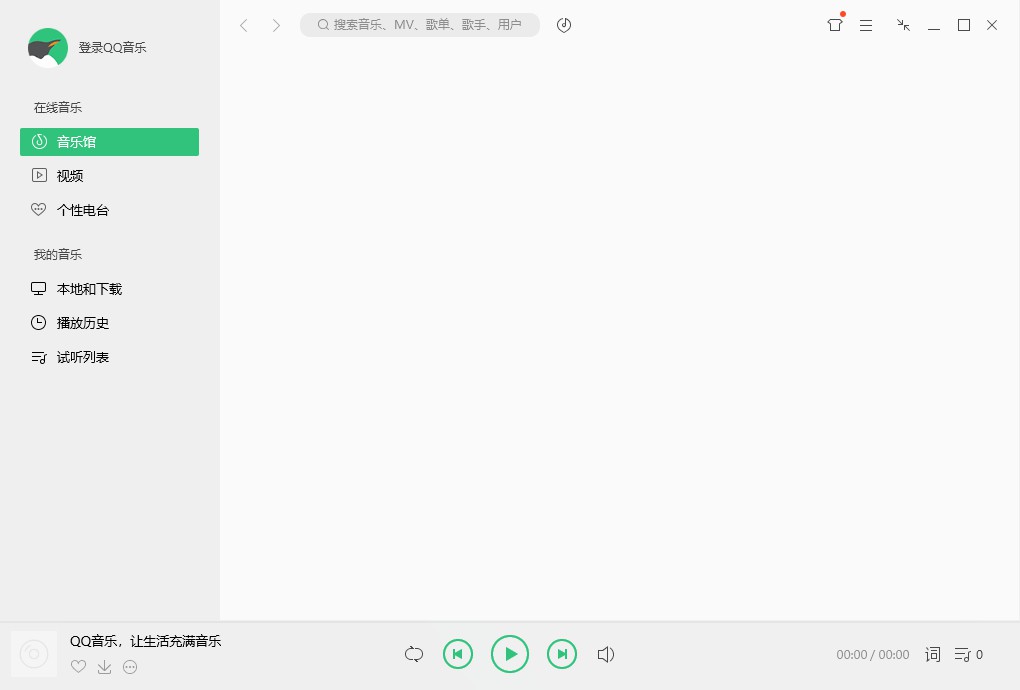 登录QQ音乐
搜索音乐、MV、歌单、歌手、用户
在线音乐
音乐馆
视频
个性电台
我的音乐
本地和下载
播放历史
试听列表
QQ音乐，让生活充满音乐
00:00 / 00:00
词
0